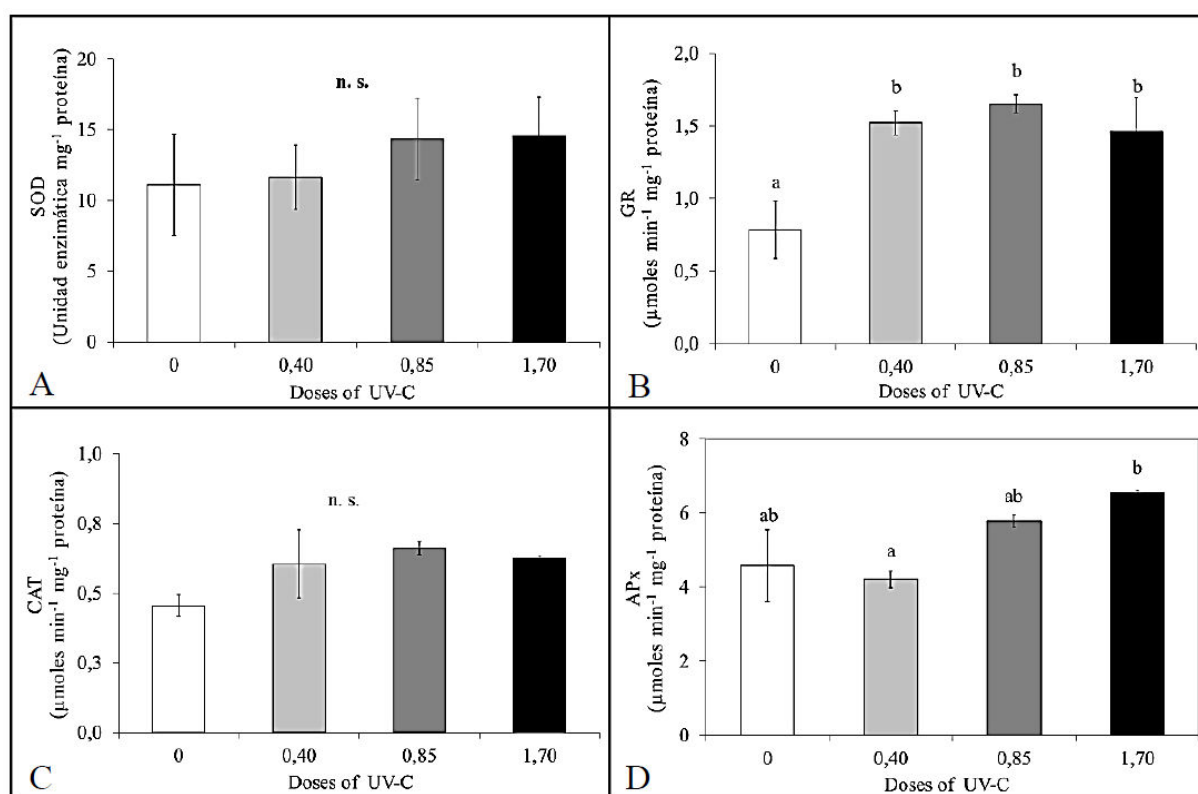 20
15
10
5
0
SOD
(Unidad enzimática mg⁻¹ proteína)
n. s.
0 0,40 0,85 1,70
Doses of UV-C
A
2,0
1,5
1,0
0,5
0,0
GR
(µmoles min⁻¹ mg⁻¹ proteína)
a b b b
0 0,40 0,85 1,70
Doses of UV-C
B
1,0
0,8
0,5
0,3
0,0
CAT
(µmoles min⁻¹ mg⁻¹ proteína)
n. s.
0 0,40 0,85 1,70
Doses of UV-C
C
8
6
4
2
0
APx
(µmoles min⁻¹ mg⁻¹ proteína)
ab a ab b
0 0,40 0,85 1,70
Doses of UV-C
D